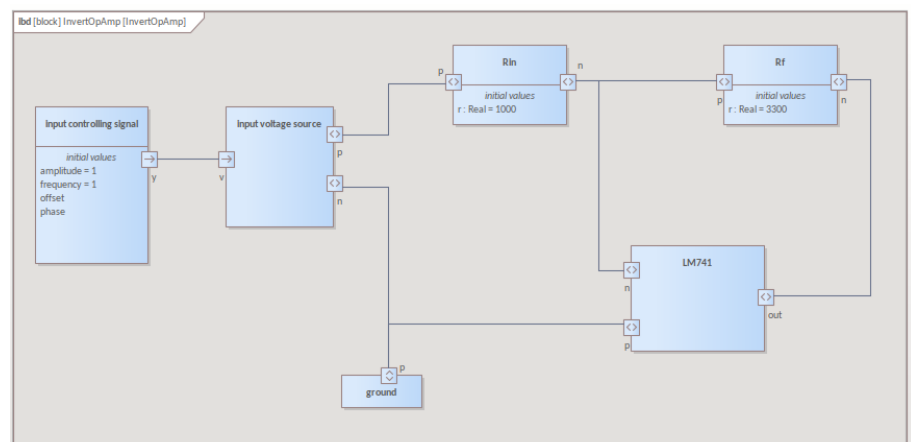 ibd [block] InvertOpAmp [InvertOpAmp]
Input controlling signal
initial values
amplitude = 1
frequency = 1
offset
phase
y
Input voltage source
v
p
n
p
Rin
initial values
r : Real = 1000
n
Rf
initial values
r : Real = 3300
p
n
LM741
n
p
out
p
ground